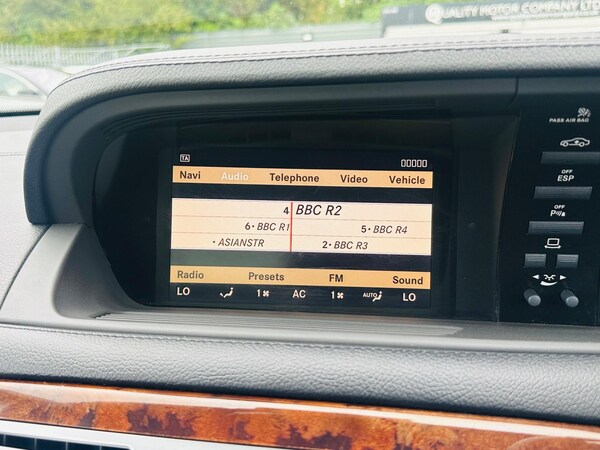 QUALITY MOTOR COMPANY LTD
PASS AIR BAG
TA
Navi Audio Telephone Video Vehicle
4 BBC R2
6• BBC R1 5• BBC R4
• ASIANSTR 2• BBC R3
Radio Presets FM Sound
LO 1 AC 1 AUTO LO
OFF
ESP
OFF
P